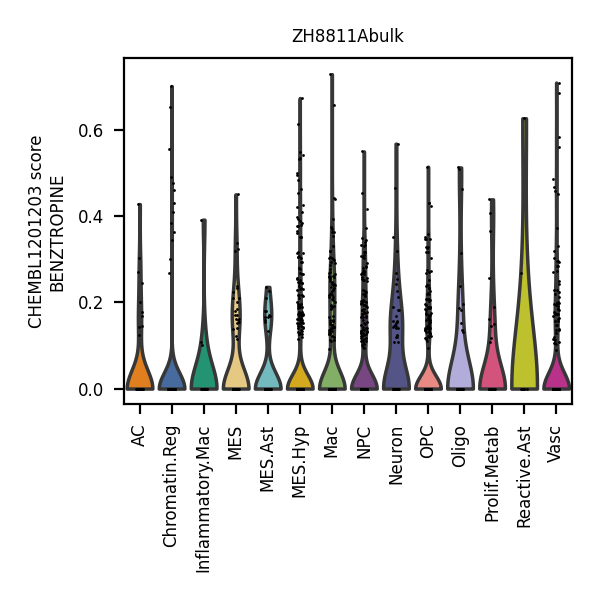 ZH8811Abulk
CHEMBL1201203 score
BENZTROPINE
0.6
0.4
0.2
0.0
AC
Chromatin.Reg
Inflammatory.Mac
MES
MES.Ast
MES.Hyp
Mac
NPC
Neuron
OPC
Oligo
Prolif.Metab
Reactive.Ast
Vasc